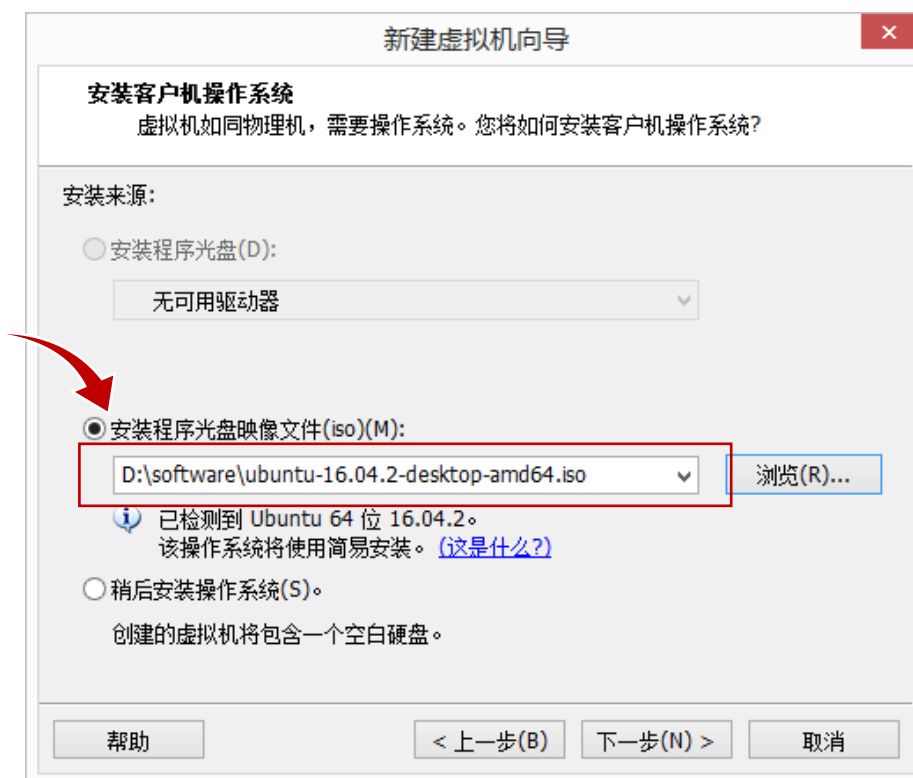 新建虚拟机向导
安装客户机操作系统
虚拟机如同物理机，需要操作系统。您将如何安装客户机操作系统?
安装来源:
安装程序光盘(D):
无可用驱动器
安装程序光盘映像文件(iso)(M):
D:\software\ubuntu-16.04.2-desktop-amd64.iso
浏览(R)...
已检测到 Ubuntu 64 位 16.04.2。
该操作系统将使用简易安装。 (这是什么?)
稍后安装操作系统(S)。
创建的虚拟机将包含一个空白硬盘。
帮助
< 上一步(B)
下一步(N) >
取消